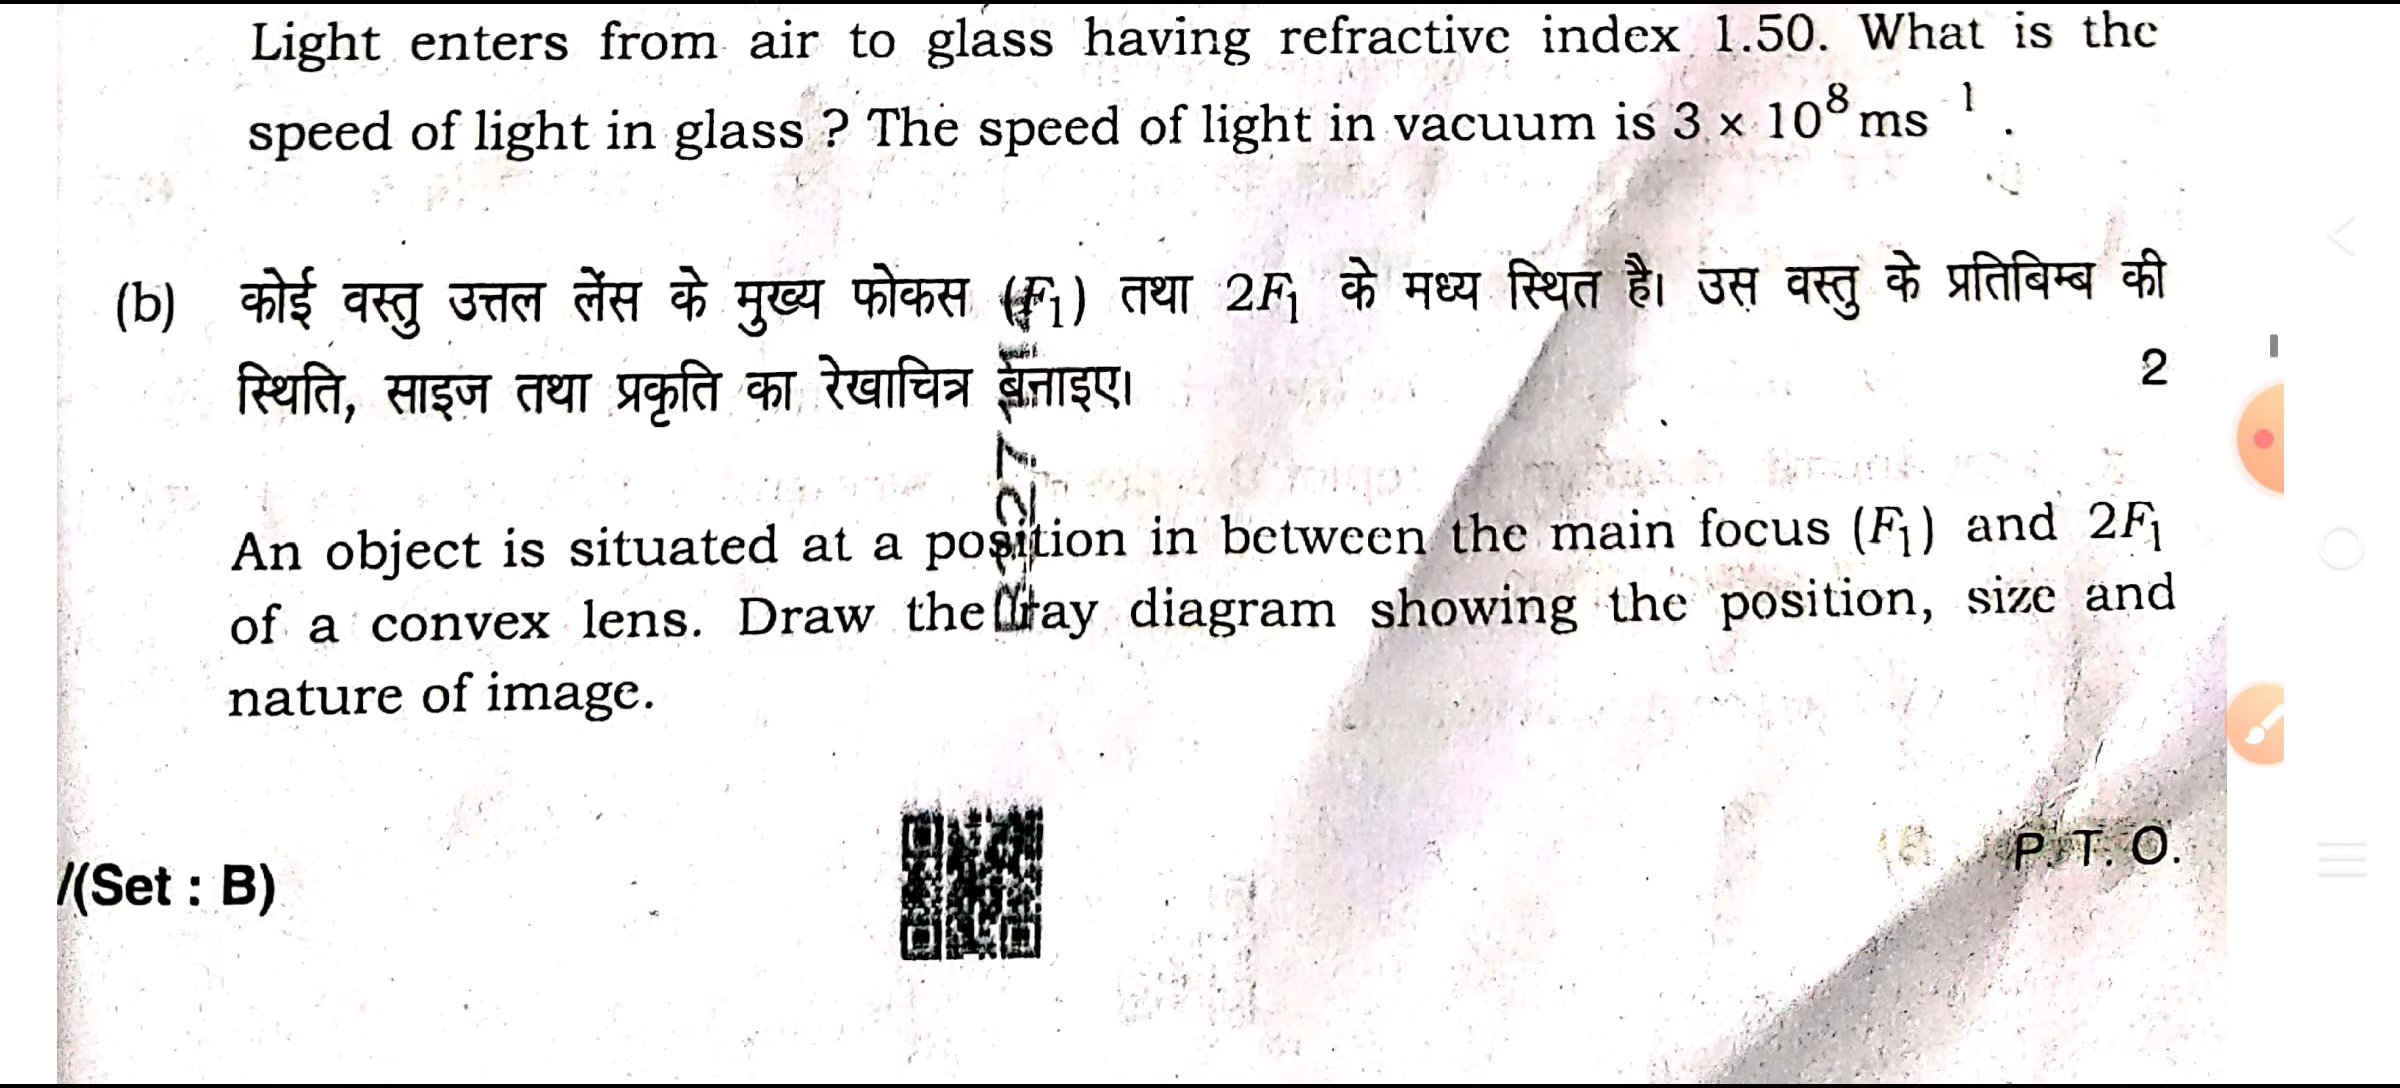 Light enters from air to glass having refractive index 1.50. What is the
speed of light in glass ? The speed of light in vacuum is 3 × 10⁸ ms⁻¹.
(b) कोई वस्तु उत्तल लेंस के मुख्य फोकस (F₁) तथा 2F₁ के मध्य स्थित है। उस वस्तु के प्रतिबिम्ब की
स्थिति, साइज तथा प्रकृति का रेखाचित्र बनाइए। 2
An object is situated at a position in between the main focus (F₁) and 2F₁
of a convex lens. Draw the ray diagram showing the position, size and
nature of image.
/(Set : B) P. T. O.